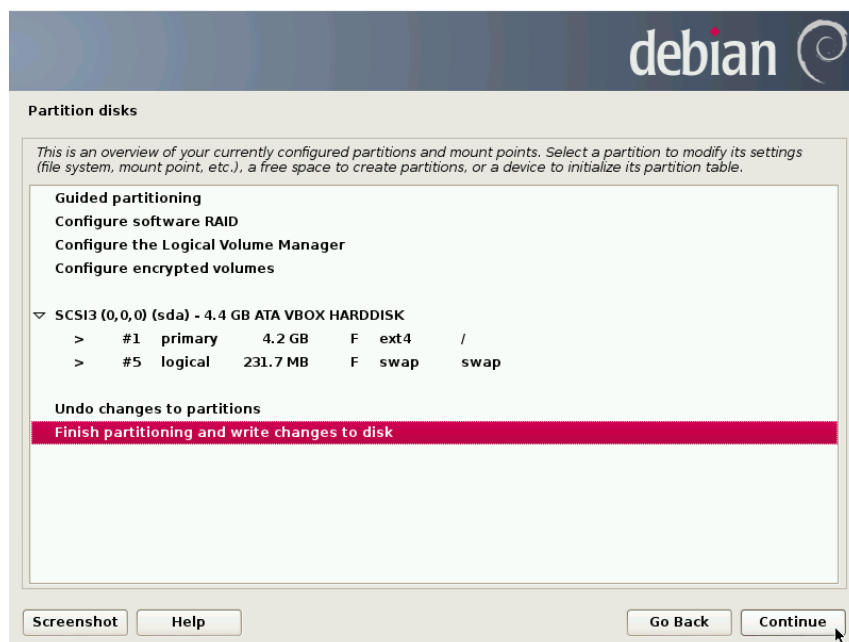 debian
Partition disks
This is an overview of your currently configured partitions and mount points. Select a partition to modify its settings
(file system, mount point, etc.), a free space to create partitions, or a device to initialize its partition table.
Guided partitioning
Configure software RAID
Configure the Logical Volume Manager
Configure encrypted volumes
SCSI3 (0,0,0) (sda) - 4.4 GB ATA VBOX HARDDISK
> #1 primary 4.2 GB F ext4 /
> #5 logical 231.7 MB F swap swap
Undo changes to partitions
Finish partitioning and write changes to disk
Screenshot Help Go Back Continue